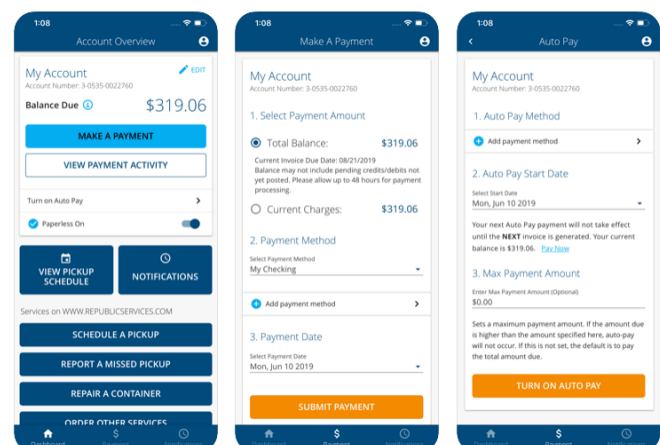 1:08
Account Overview
My Account
EDIT
Account Number: 3-0535-0022760
Balance Due
$319.06
MAKE A PAYMENT
VIEW PAYMENT ACTIVITY
Turn on Auto Pay
Paperless On
VIEW PICKUP
SCHEDULE
NOTIFICATIONS
Services on WWW.REPUBLICSERVICES.COM
SCHEDULE A PICKUP
REPORT A MISSED PICKUP
REPAIR A CONTAINER
ORDER OTHER SERVICES
Dashboard
Payment
Notifications
1:08
Make A Payment
My Account
Account Number: 3-0535-0022760
1. Select Payment Amount
Total Balance:
$319.06
Current Invoice Due Date: 08/21/2019
Balance may not include pending credits/debits not
yet posted. Please allow up to 48 hours for payment
processing.
Current Charges:
$319.06
2. Payment Method
Select Payment Method
My Checking
Add payment method
3. Payment Date
Select Payment Date
Mon, Jun 10 2019
SUBMIT PAYMENT
Dashboard
Payment
Notifications
1:08
Auto Pay
My Account
Account Number: 3-0535-0022760
1. Auto Pay Method
Add payment method
2. Auto Pay Start Date
Select Start Date
Mon, Jun 10 2019
Your next Auto Pay payment will not take effect
until the NEXT invoice is generated. Your current
balance is $319.06. Pay Now
3. Max Payment Amount
Enter Max Payment Amount (Optional)
$0.00
Sets a maximum payment amount. If the amount due
is higher than the amount specified here, auto-pay
will not occur. If this is not set, the default is to pay
the total amount due.
TURN ON AUTO PAY
Dashboard
Payment
Notifications